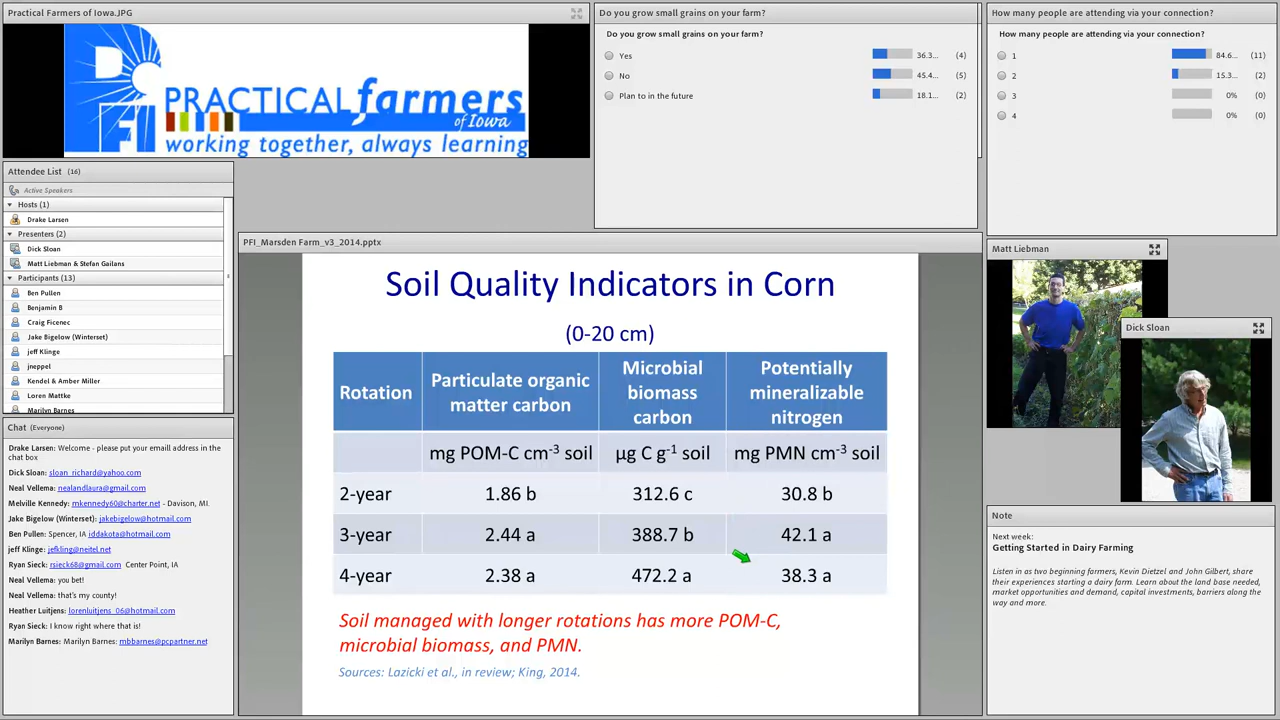 Practical Farmers of Iowa.JPG
PRACTICAL farmers
of Iowa
PFI
working together, always learning
Do you grow small grains on your farm?
Do you grow small grains on your farm?
Yes 36.3... (4)
No 45.4... (5)
Plan to in the future 18.1... (2)
How many people are attending via your connection?
How many people are attending via your connection?
1 84.6... (11)
2 15.3... (2)
3 0% (0)
4 0% (0)
Attendee List (16)
Active Speakers
Hosts (1)
Drake Larsen
Presenters (2)
Dick Sloan
Matt Liebman & Stefan Gailans
Participants (13)
Ben Pullen
Benjamin B
Craig Ficenec
Jake Bigelow (Winterset)
jeff Klinge
jneppel
Kendel & Amber Miller
Loren Mattke
Marilyn Barnes
Chat (Everyone)
Drake Larsen: Welcome - please put your emaill address in the
chat box
Dick Sloan: sloan_richard@yahoo.com
Neal Vellema: nealandlaura@gmail.com
Melville Kennedy: mkennedy60@charter.net - Davison, MI.
Jake Bigelow (Winterset): jakebigelow@hotmail.com
Ben Pullen: Spencer, IA iddakota@hotmail.com
jeff Klinge: jefkling@neitel.net
Ryan Sieck: rsieck68@gmail.com Center Point, IA
Neal Vellema: you bet!
Neal Vellema: that's my county!
Heather Luitjens: lorenluitjens_06@hotmail.com
Ryan Sieck: I know right where that is!
Marilyn Barnes: Marilyn Barnes: mbbarnes@pcpartner.net
PFI_Marsden Farm_v3_2014.pptx
Soil Quality Indicators in Corn
(0-20 cm)
Rotation Particulate organic matter carbon Microbial biomass carbon Potentially mineralizable nitrogen
mg POM-C cm-3 soil µg C g-1 soil mg PMN cm-3 soil
2-year 1.86 b 312.6 c 30.8 b
3-year 2.44 a 388.7 b 42.1 a
4-year 2.38 a 472.2 a 38.3 a
Soil managed with longer rotations has more POM-C,
microbial biomass, and PMN.
Sources: Lazicki et al., in review; King, 2014.
Matt Liebman
Dick Sloan
Note
Next week:
Getting Started in Dairy Farming
Listen in as two beginning farmers, Kevin Dietzel and John Gilbert, share
their experiences starting a dairy farm. Learn about the land base needed,
market opportunities and demand, capital investments, barriers along the
way and more.